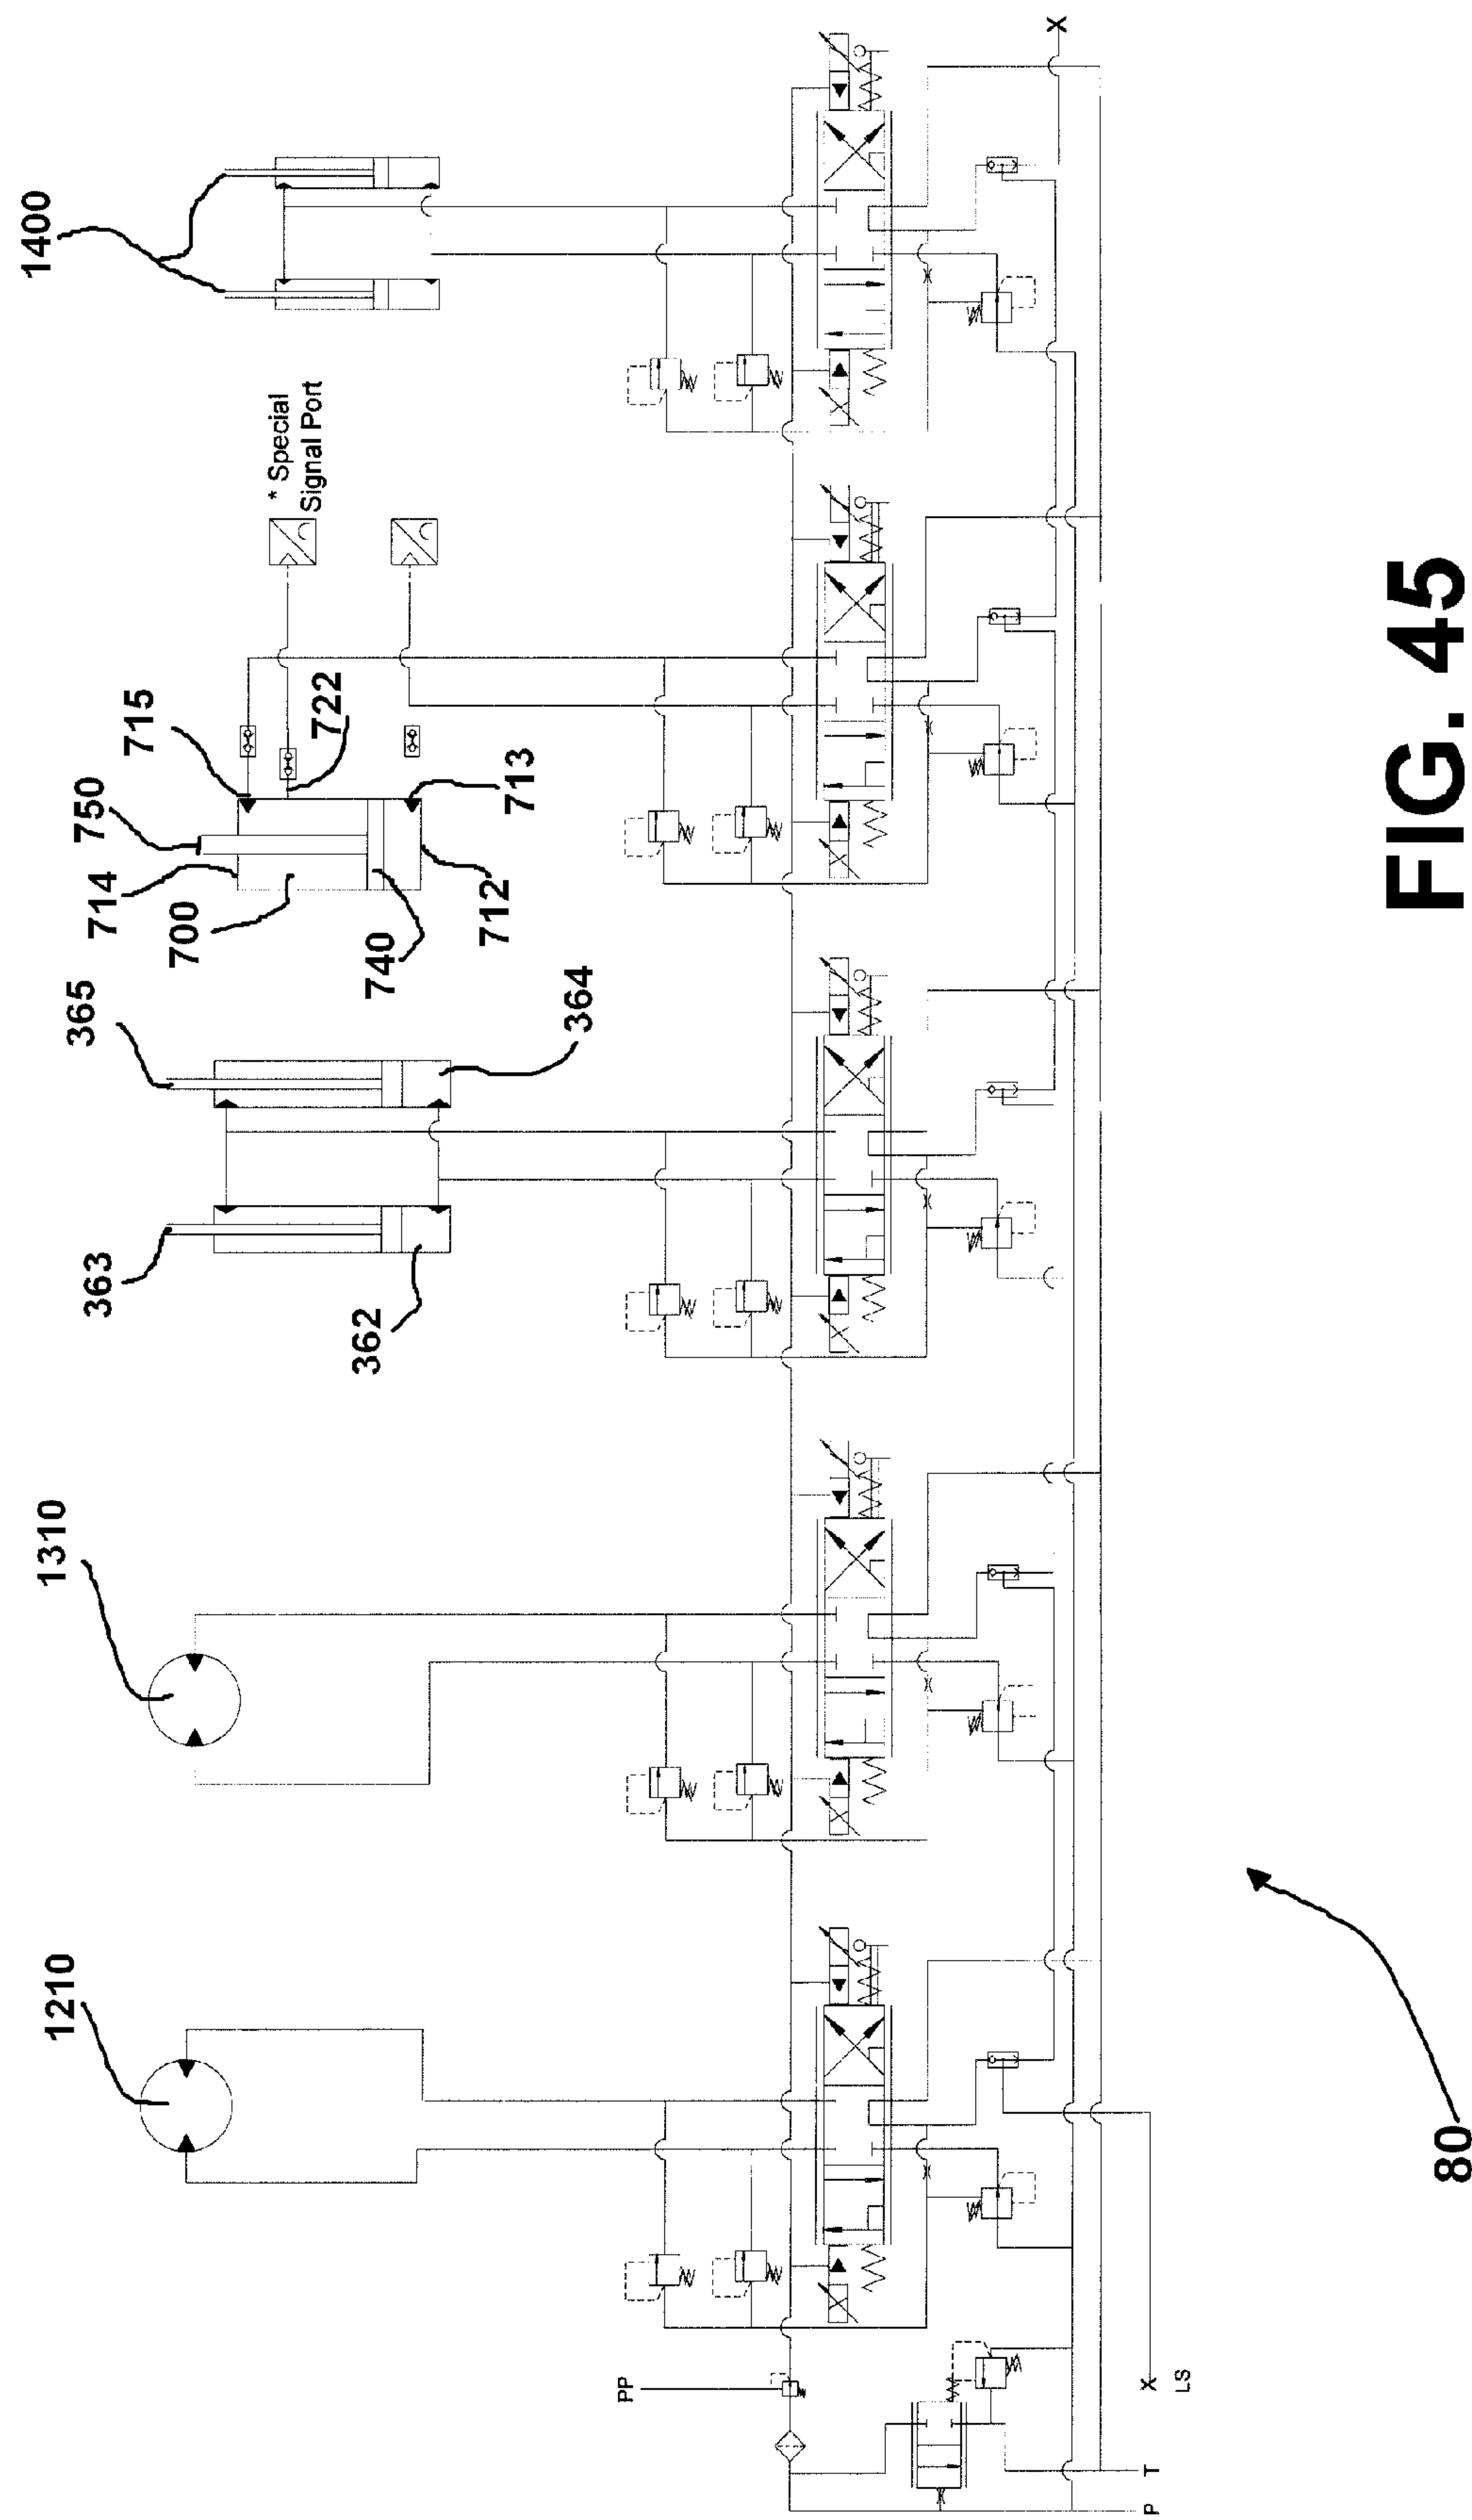 1210
1310
363
362
365
364
714
700
740
750
712
715
722
713
* Special
Signal Port
1400
PP
P
T
X
LS
X
80
FIG. 45